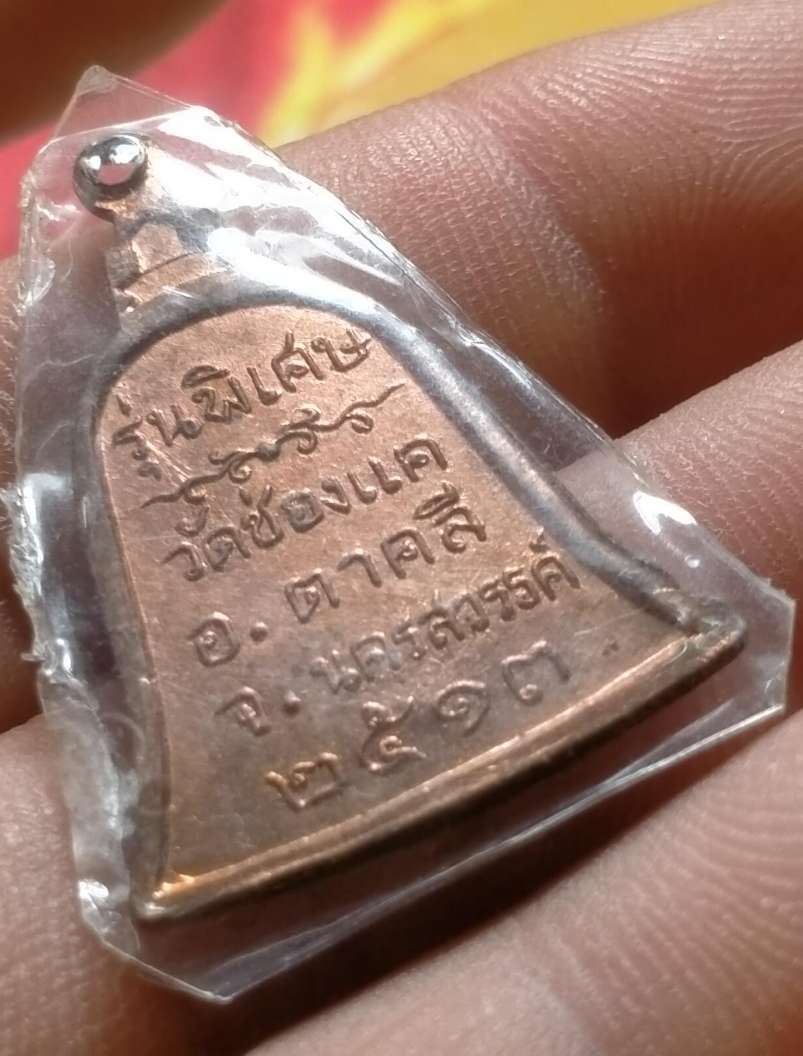 รุ่นพิเศษ
วัดช่องแค
อ. ตาคลี
จ. นครสวรรค์
๒๕๑๓